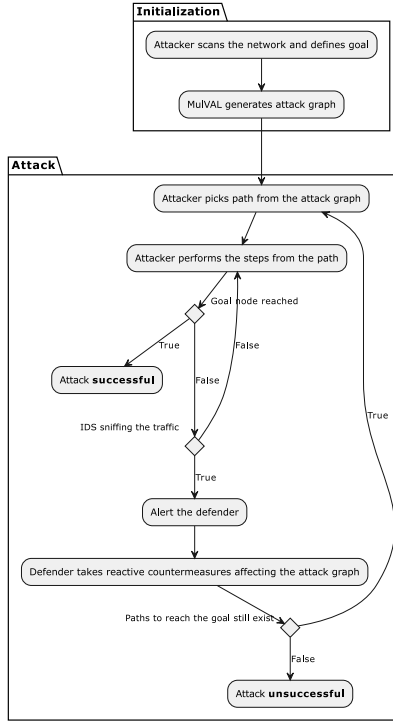 Initialization
Attacker scans the network and defines goal
MulVAL generates attack graph
Attack
Attacker picks path from the attack graph
Attacker performs the steps from the path
Goal node reached
True
False
False
Attack successful
IDS sniffing the traffic
True
True
Alert the defender
Defender takes reactive countermeasures affecting the attack graph
Paths to reach the goal still exist
False
Attack unsuccessful